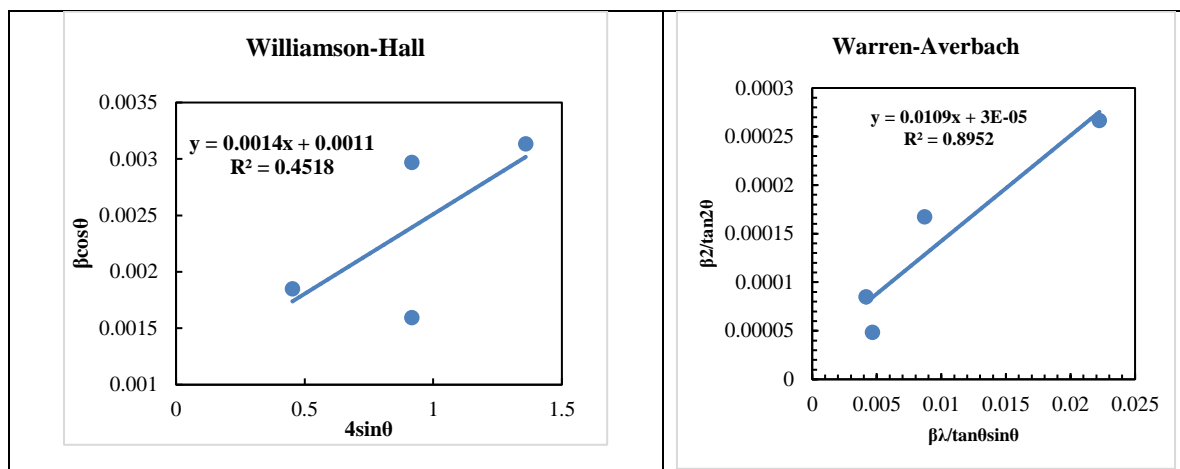 Williamson-Hall
0.0035
y = 0.0014x + 0.0011
R² = 0.4518
0.003
0.0025
0.002
0.0015
0.001
βcosθ
0
0.5
1
1.5
4sinθ
Warren-Averbach
0.0003
y = 0.0109x + 3E-05
R² = 0.8952
0.00025
0.0002
0.00015
0.0001
0.00005
0
β2/tan2θ
0
0.005
0.01
0.015
0.02
0.025
βλ/tanθsinθ